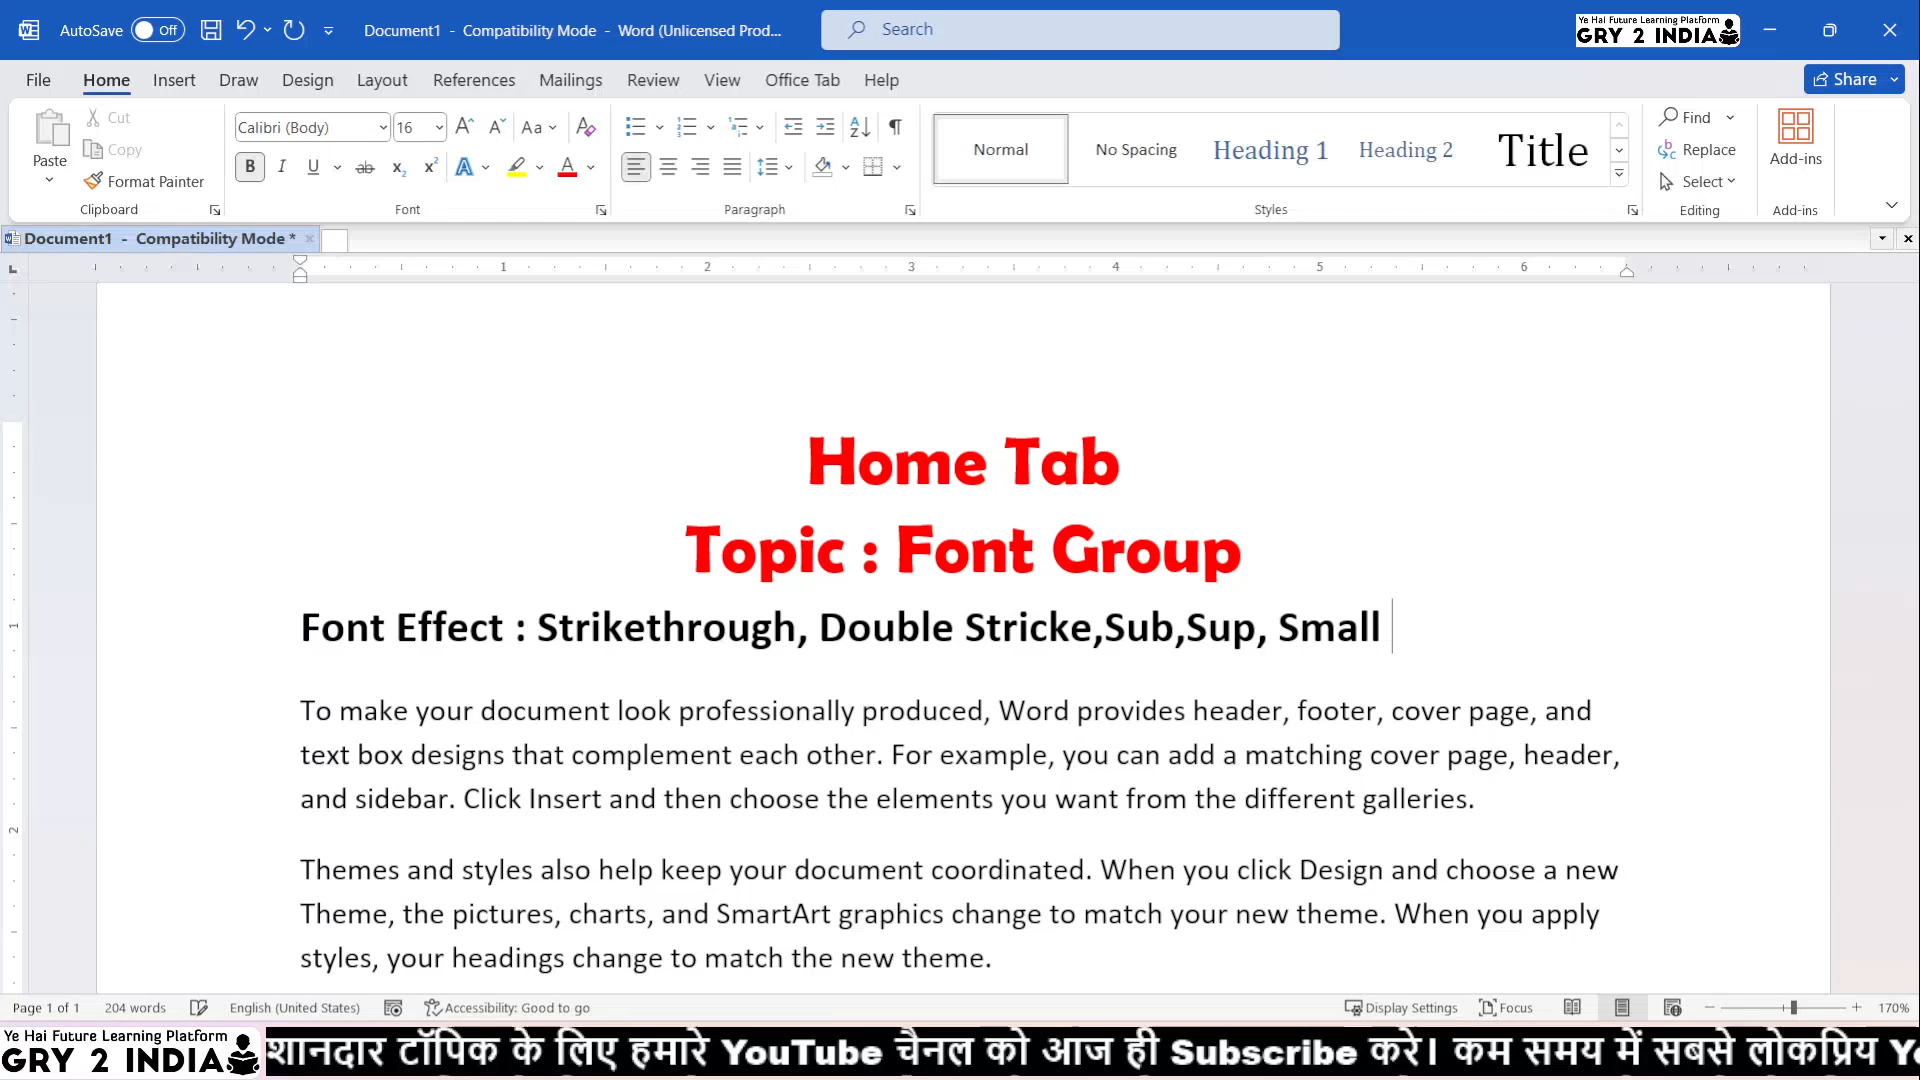 AutoSave Off Document1 - Compatibility Mode - Word (Unlicensed Prod... Search
Ye Hai Future Learning Platform
GRY 2 INDIA
File Home Insert Draw Design Layout References Mailings Review View Office Tab Help Share
Paste
Cut
Copy
Format Painter
Clipboard
Calibri (Body) 16
Font
Paragraph
Normal No Spacing Heading 1 Heading 2 Title
Styles
Find
Replace
Select
Editing
Add-ins
Add-ins
Document1 - Compatibility Mode *
1 2 3 4 5 6
1
2
Home Tab
Topic : Font Group
Font Effect : Strikethrough, Double Stricke,Sub,Sup, Small
To make your document look professionally produced, Word provides header, footer, cover page, and
text box designs that complement each other. For example, you can add a matching cover page, header,
and sidebar. Click Insert and then choose the elements you want from the different galleries.
Themes and styles also help keep your document coordinated. When you click Design and choose a new
Theme, the pictures, charts, and SmartArt graphics change to match your new theme. When you apply
styles, your headings change to match the new theme.
Page 1 of 1 204 words English (United States) Accessibility: Good to go Display Settings Focus 170%
Ye Hai Future Learning Platform
GRY 2 INDIA
शानदार टॉपिक के लिए हमारे YouTube चैनल को आज ही Subscribe करे। कम समय में सबसे लोकप्रिय